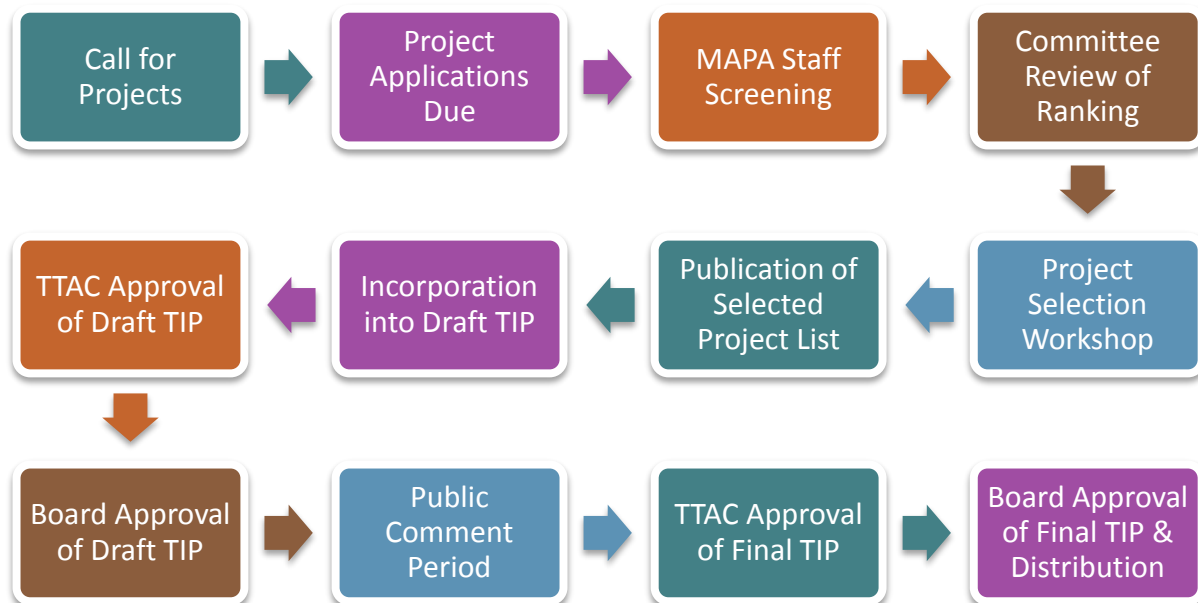 Call for
Projects
Project
Applications
Due
MAPA Staff
Screening
Committee
Review of
Ranking
Project
Selection
Workshop
Publication of
Selected
Project List
Incorporation
into Draft TIP
TTAC Approval
of Draft TIP
Board Approval
of Draft TIP
Public
Comment
Period
TTAC Approval
of Final TIP
Board Approval
of Final TIP &
Distribution